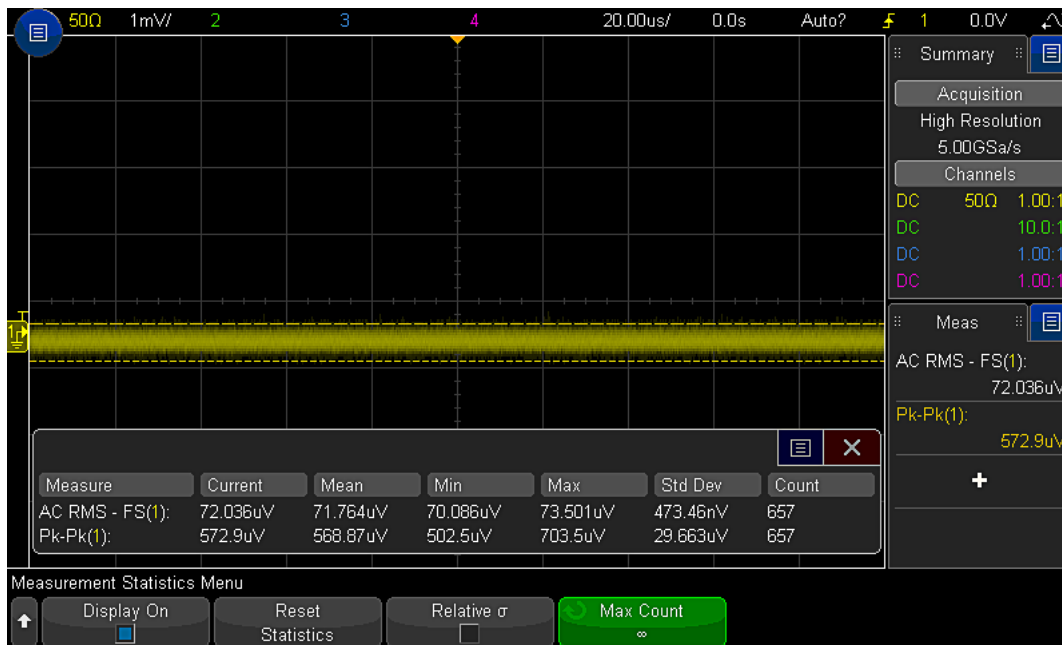 50Ω 1mV/ 2 3 4 20.00us/ 0.0s Auto? 1 0.0V
Summary
Acquisition
High Resolution
5.00GSa/s
Channels
DC 50Ω 1.00:1
DC 10.0:1
DC 1.00:1
DC 1.00:1
T
1
Meas
AC RMS - FS(1):
72.036uV
Pk-Pk(1):
572.9uV
Measure Current Mean Min Max Std Dev Count
AC RMS - FS(1): 72.036uV 71.764uV 70.086uV 73.501uV 473.46nV 657
Pk-Pk(1): 572.9uV 568.87uV 502.5uV 703.5uV 29.663uV 657
Measurement Statistics Menu
Display On
Reset
Statistics
Relative σ
Max Count
∞